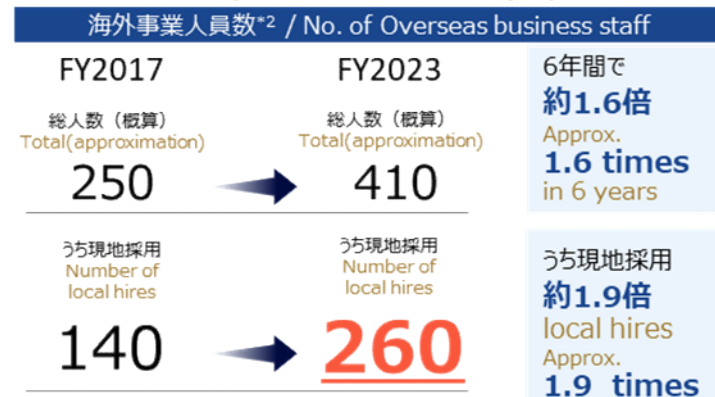 海外事業人員数*2 / No. of Overseas business staff
FY2017
FY2023
総人数（概算）
Total(approximation)
250
総人数（概算）
Total(approximation)
410
6年間で
約1.6倍
Approx.
1.6 times
in 6 years
うち現地採用
Number of
local hires
140
うち現地採用
Number of
local hires
260
うち現地採用
約1.9倍
local hires
Approx.
1.9 times